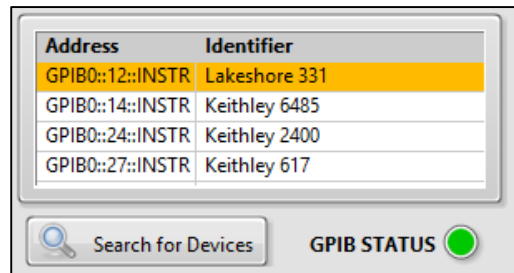 Address Identifier
GPIB0::12::INSTR Lakeshore 331
GPIB0::14::INSTR Keithley 6485
GPIB0::24::INSTR Keithley 2400
GPIB0::27::INSTR Keithley 617
Search for Devices GPIB STATUS